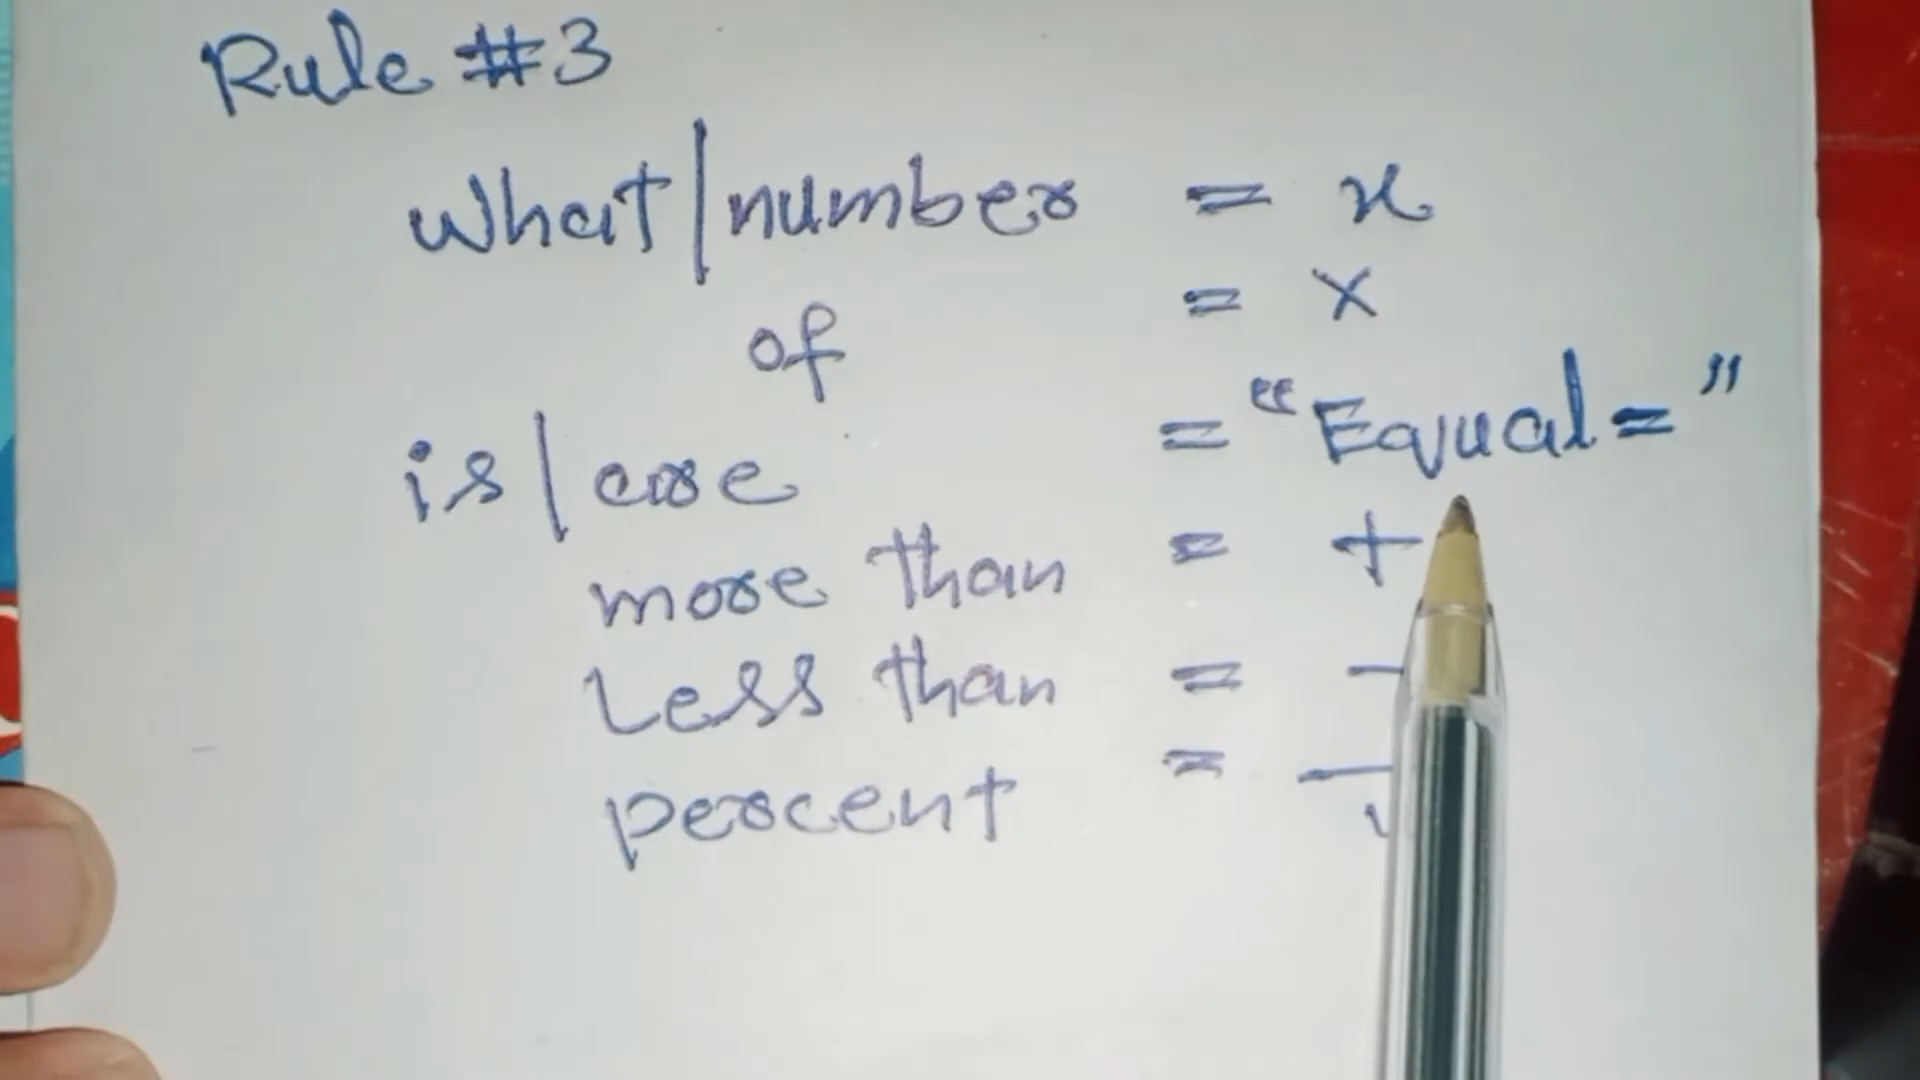 Rule #3
what/number = x
of = ×
is/are = "Equal="
more than = +
Less than = -
percent =